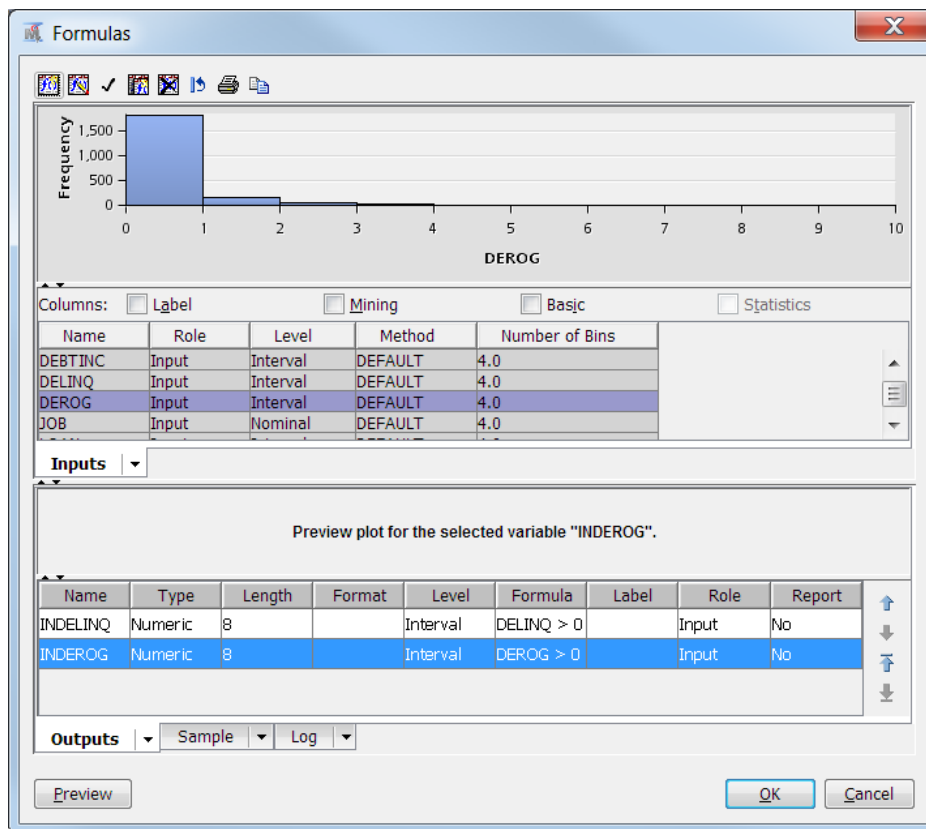 Formulas
Frequency
1,500
1,000
500
0
0 1 2 3 4 5 6 7 8 9 10
DEROG
Columns: Label Mining Basic Statistics
Name Role Level Method Number of Bins
DEBTINC Input Interval DEFAULT 4.0
DELINQ Input Interval DEFAULT 4.0
DEROG Input Interval DEFAULT 4.0
JOB Input Nominal DEFAULT 4.0
Inputs
Preview plot for the selected variable "INDEROG".
Name Type Length Format Level Formula Label Role Report
INDELINQ Numeric 8 Interval DELINQ > 0 Input No
INDEROG Numeric 8 Interval DEROG > 0 Input No
Outputs Sample Log
Preview OK Cancel